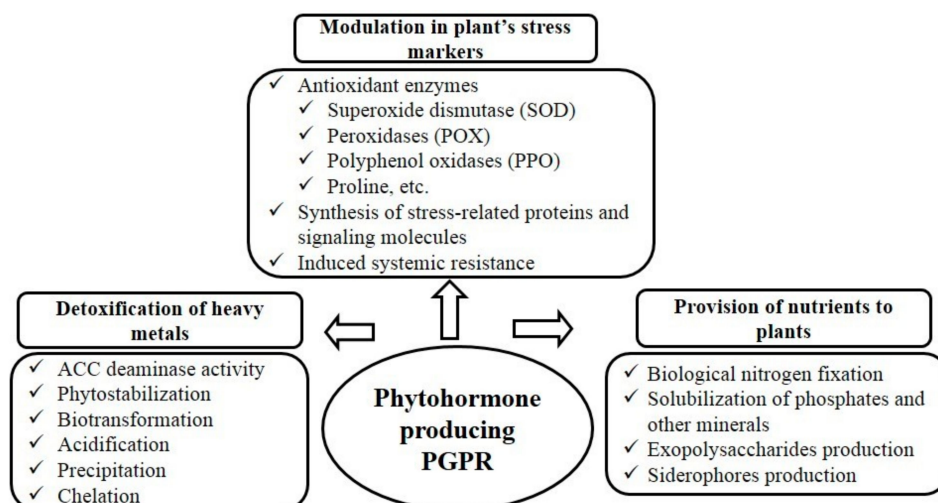 Modulation in plant's stress
markers
✓ Antioxidant enzymes
✓ Superoxide dismutase (SOD)
✓ Peroxidases (POX)
✓ Polyphenol oxidases (PPO)
✓ Proline, etc.
✓ Synthesis of stress-related proteins and
signaling molecules
✓ Induced systemic resistance
Detoxification of heavy
metals
✓ ACC deaminase activity
✓ Phytostabilization
✓ Biotransformation
✓ Acidification
✓ Precipitation
✓ Chelation
Phytohormone
producing
PGPR
Provision of nutrients to
plants
✓ Biological nitrogen fixation
✓ Solubilization of phosphates and
other minerals
✓ Exopolysaccharides production
✓ Siderophores production